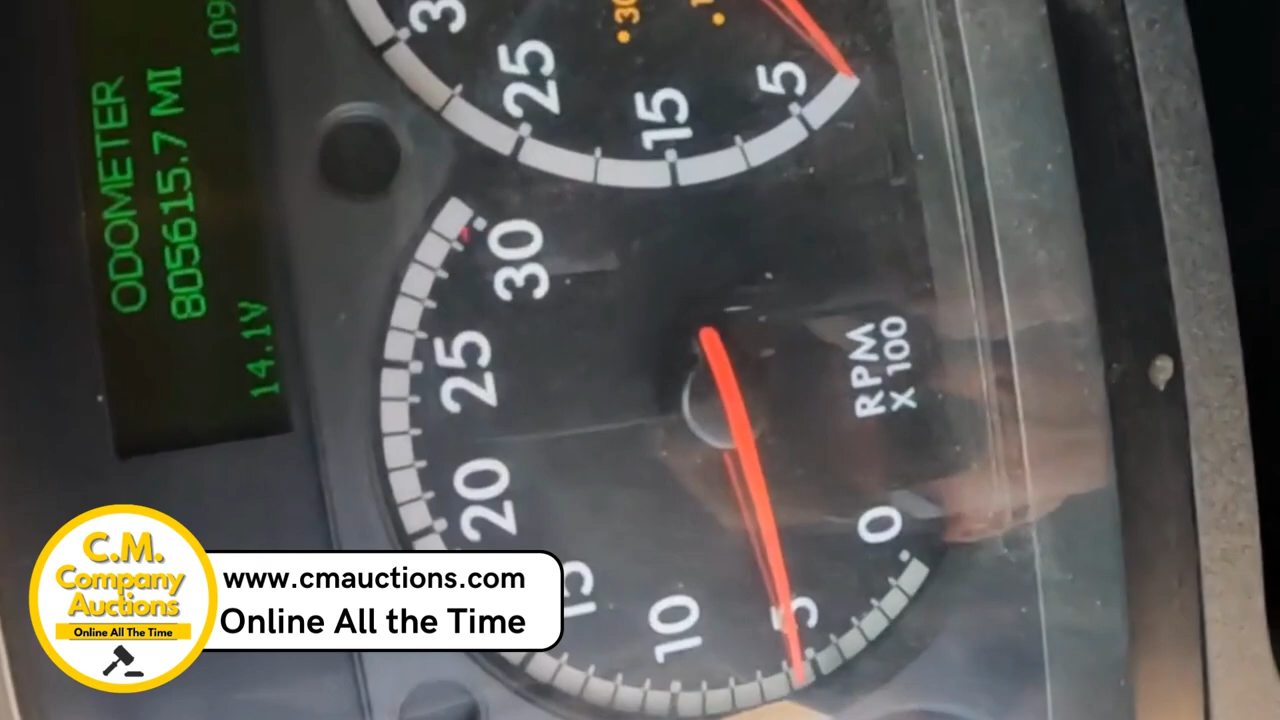 ODOMETER
805615.7 MI
14.1V
109
5
15
25
30
25
20
15
10
5
0
RPM
X 100
C.M.
Company
Auctions
Online All The Time
www.cmauctions.com
Online All the Time